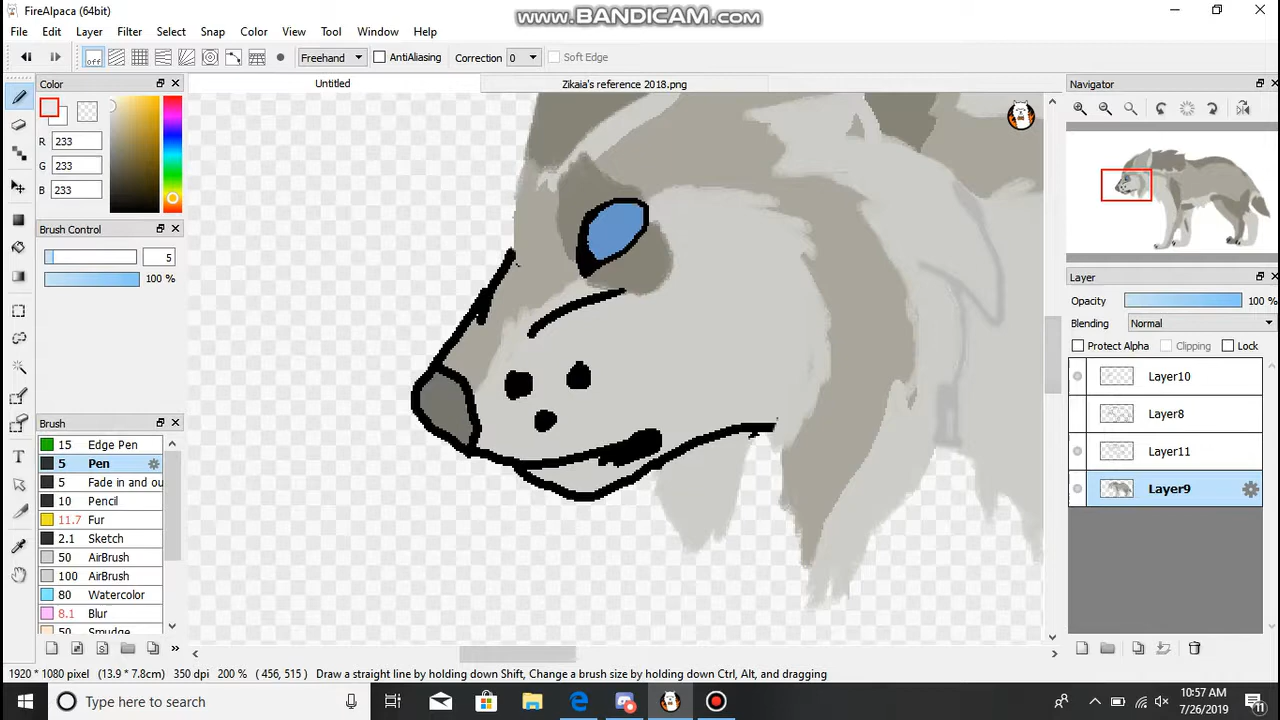 FireAlpaca (64bit)
www.BANDICAM.com
File Edit Layer Filter Select Snap Color View Tool Window Help
off Freehand AntiAliasing Correction 0 Soft Edge
Color Untitled Zikaia's reference 2018.png Navigator
R 233
G 233
B 233
Brush Control
5
100 %
Layer
Opacity 100 %
Blending Normal
Protect Alpha Clipping Lock
Layer10
Layer8
Layer11
Layer9
Brush
15 Edge Pen
5 Pen
5 Fade in and ou
10 Pencil
11.7 Fur
2.1 Sketch
50 AirBrush
100 AirBrush
80 Watercolor
8.1 Blur
50 Smudge
1920 * 1080 pixel (13.9 * 7.8cm) 350 dpi 200 % ( 456, 515 ) Draw a straight line by holding down Shift, Change a brush size by holding down Ctrl, Alt, and dragging
Type here to search
10:57 AM
7/26/2019
11